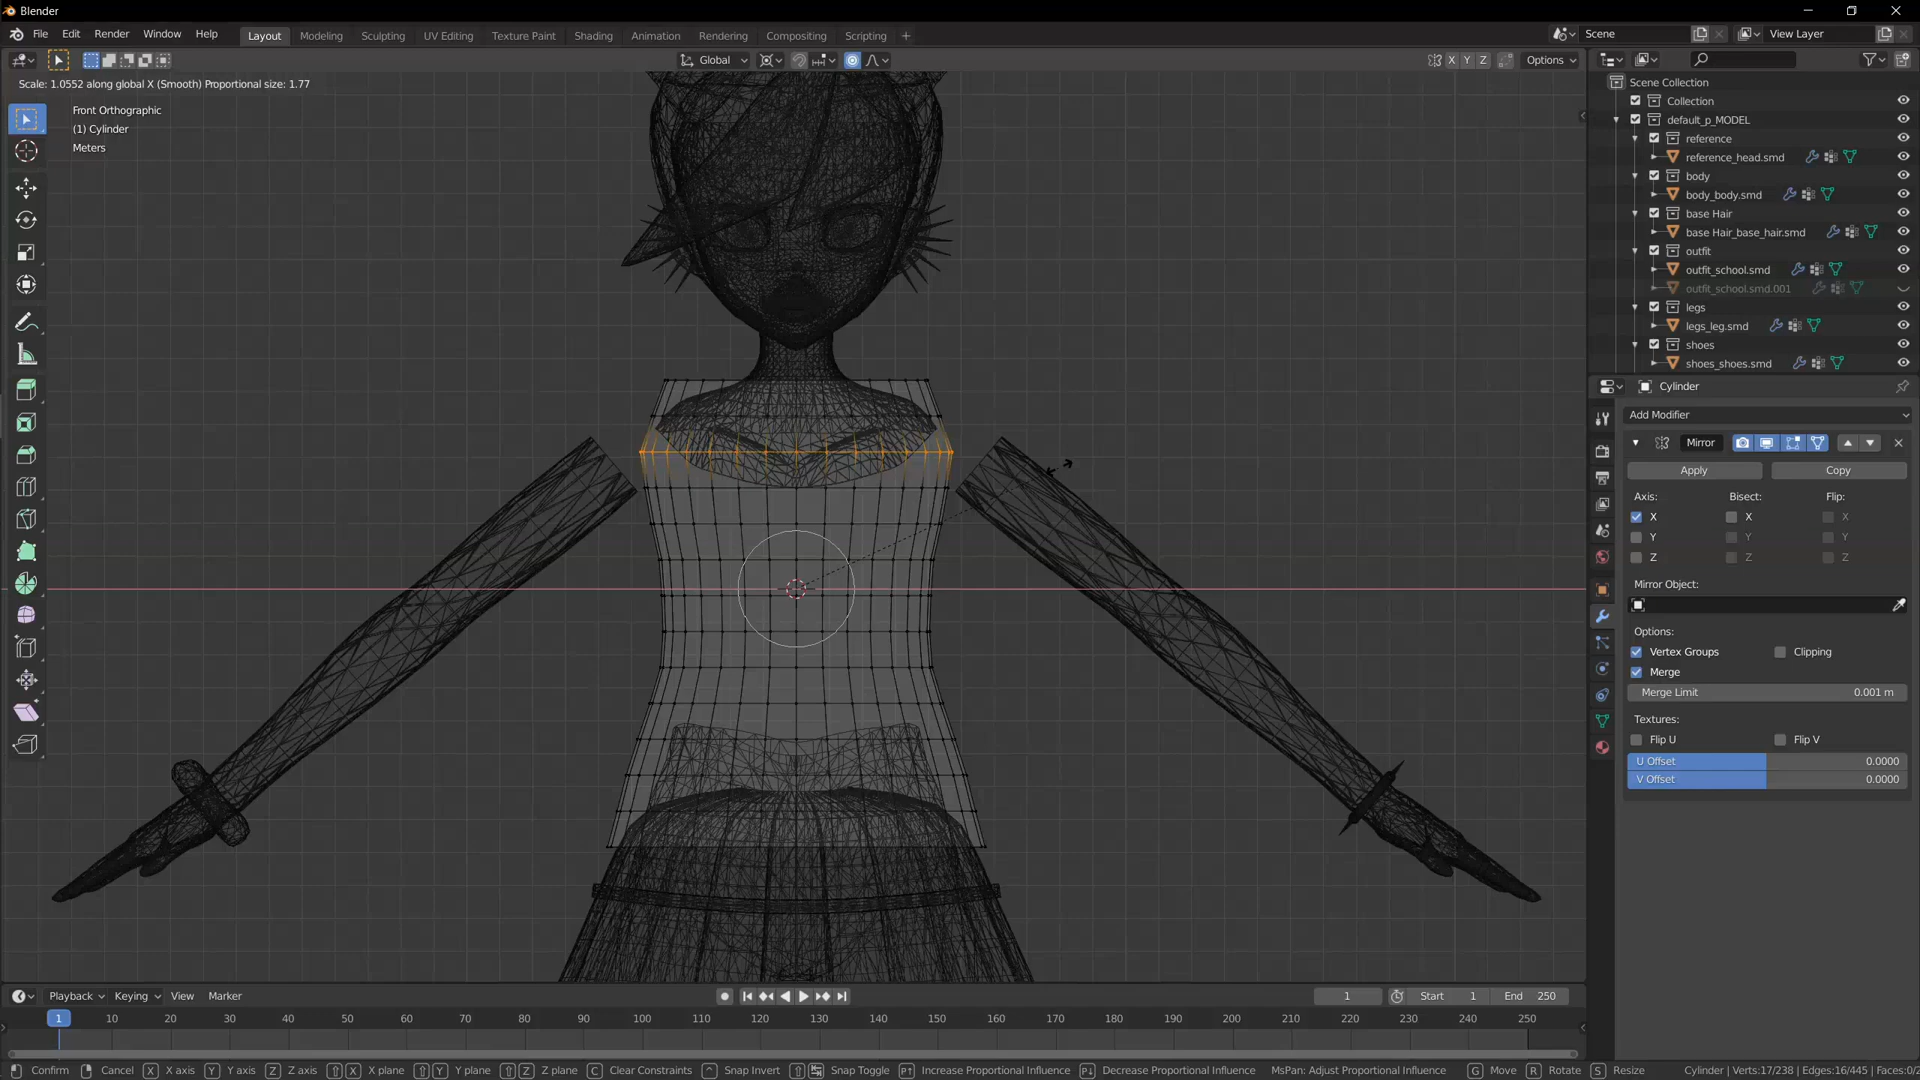 Blender
File Edit Render Window Help Layout Modeling Sculpting UV Editing Texture Paint Shading Animation Rendering Compositing Scripting Scene View Layer
Global X Y Z Options
Scale: 1.0552 along global X (Smooth) Proportional size: 1.77
Front Orthographic
(1) Cylinder
Meters
Scene Collection
Collection
default_p_MODEL
reference
reference_head.smd
body
body_body.smd
base Hair
base Hair_base_hair.smd
outfit
outfit_school.smd
outfit_school.smd.001
legs
legs_leg.smd
shoes
shoes_shoes.smd
Cylinder
Add Modifier
Mirror
Apply Copy
Axis: Bisect: Flip:
X X X
Y Y Y
Z Z Z
Mirror Object:
Options:
Vertex Groups Clipping
Merge
Merge Limit 0.001 m
Textures:
Flip U Flip V
U Offset 0.0000
V Offset 0.0000
Playback Keying View Marker 1 Start 1 End 250
1 10 20 30 40 50 60 70 80 90 100 110 120 130 140 150 160 170 180 190 200 210 220 230 240 250
Confirm Cancel X X axis Y Y axis Z Z axis X X plane Y Y plane Z Z plane C Clear Constraints Snap Invert Snap Toggle Increase Proportional Influence Decrease Proportional Influence MsPan: Adjust Proportional Influence G Move R Rotate S Resize Cylinder | Verts:17/238 | Edges:16/445 | Faces:0/2